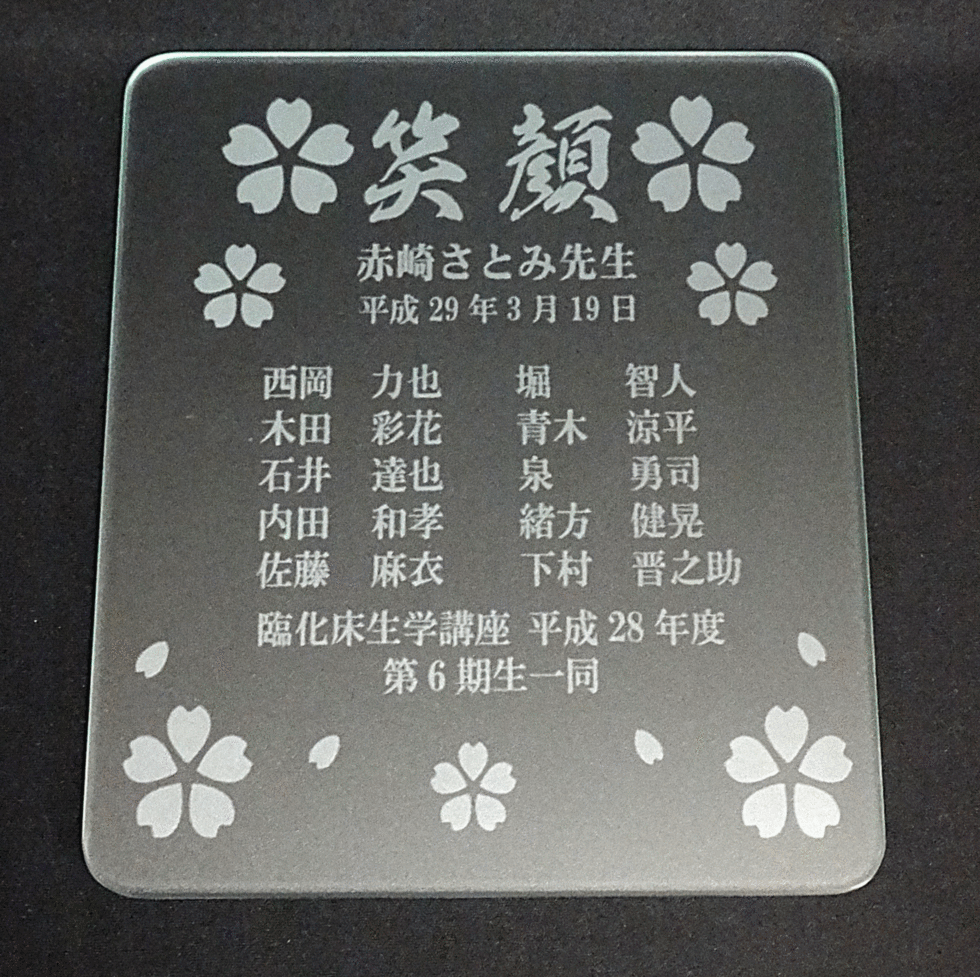 笑顔
赤崎さとみ先生
平成29年3月19日
西岡 力也 堀 智人
木田 彩花 青木 涼平
石井 達也 泉 勇司
内田 和孝 緒方 健晃
佐藤 麻衣 下村 晋之助
臨化床生学講座 平成28年度
第6期生一同